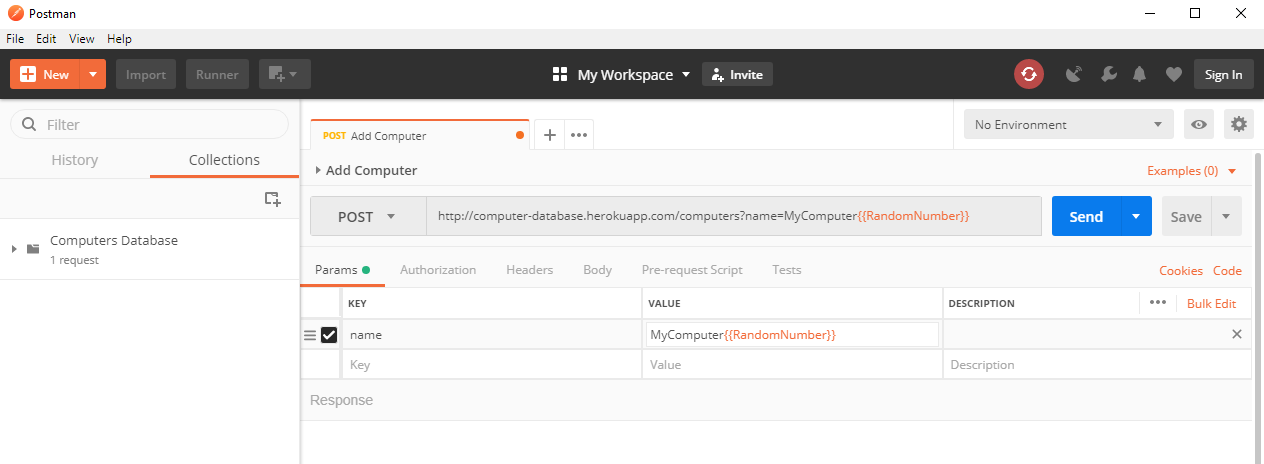 Postman
File Edit View Help
New Import Runner My Workspace Invite Sign In
Filter
History Collections
Computers Database
1 request
POST Add Computer
No Environment
Add Computer Examples (0)
POST http://computer-database.herokuapp.com/computers?name=MyComputer{{RandomNumber}} Send Save
Params Authorization Headers Body Pre-request Script Tests Cookies Code
KEY VALUE DESCRIPTION Bulk Edit
name MyComputer{{RandomNumber}}
Key Value Description
Response